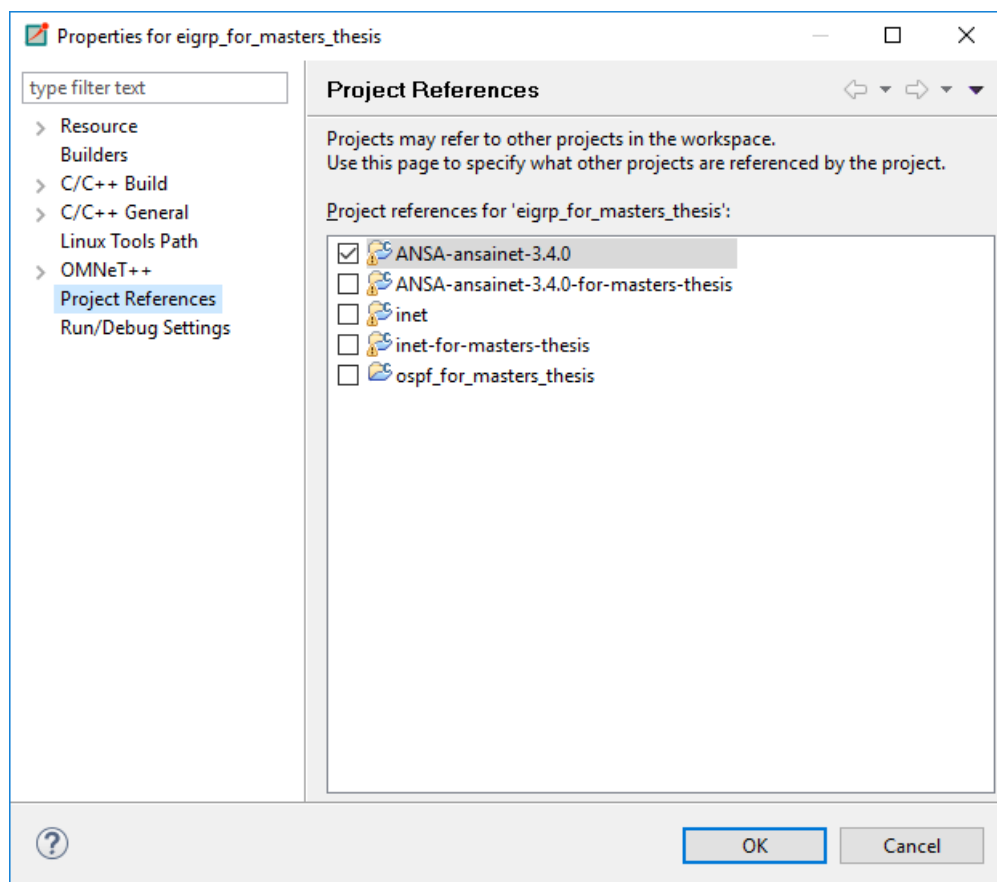 Properties for eigrp_for_masters_thesis
type filter text
Resource
Builders
C/C++ Build
C/C++ General
Linux Tools Path
OMNeT++
Project References
Run/Debug Settings
Project References
Projects may refer to other projects in the workspace.
Use this page to specify what other projects are referenced by the project.
Project references for 'eigrp_for_masters_thesis':
ANSA-ansainet-3.4.0
ANSA-ansainet-3.4.0-for-masters-thesis
inet
inet-for-masters-thesis
ospf_for_masters_thesis
?
OK
Cancel